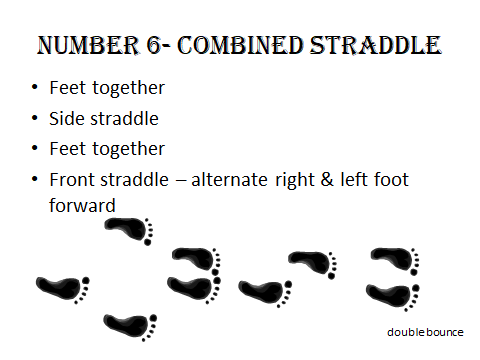 NUMBER 6- COMBINED STRADDLE
• Feet together
• Side straddle
• Feet together
• Front straddle – alternate right & left foot
forward
double bounce